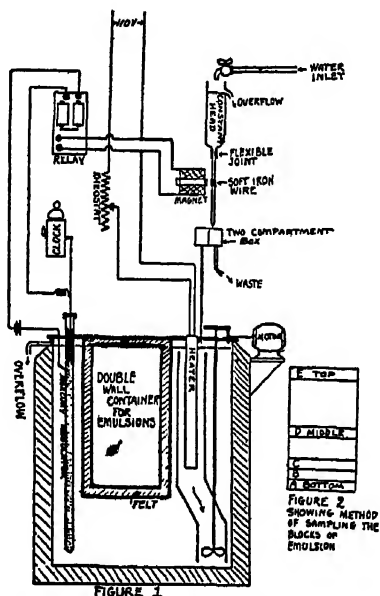 110V
WATER
INLET
OVERFLOW
CONSTANT
HEAD
FLEXIBLE
JOINT
RELAY
SOFT IRON
WIRE
MAGNET
RHEOSTAT
TWO COMPARTMENT
BOX
CLOCK
WASTE
MOTOR
OVERFLOW
DOUBLE
WALL
CONTAINER
FOR
EMULSIONS
HEATER
FELT
E TOP
D MIDDLE
C
B
A BOTTOM
FIGURE 2
SHOWING METHOD
OF SAMPLING THE
BLOCKS OF
EMULSION
FIGURE 1